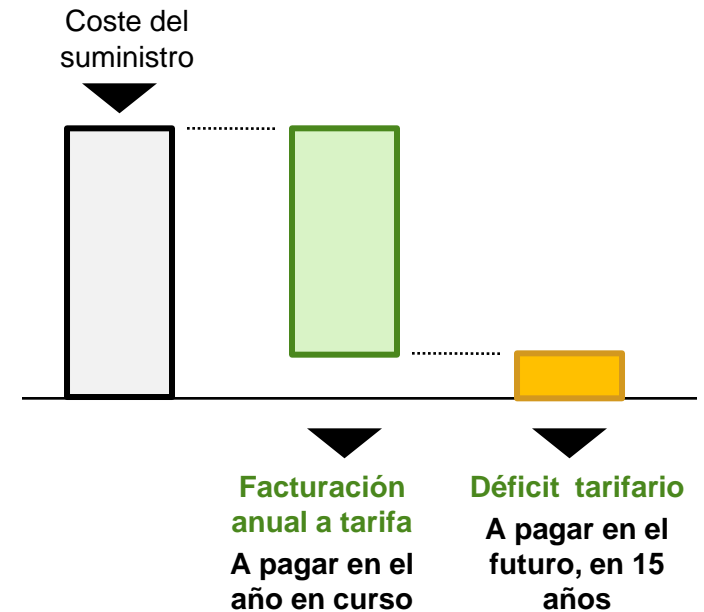 Coste del
suministro
Facturación
anual a tarifa
A pagar en el
año en curso
Déficit tarifario
A pagar en el
futuro, en 15
años